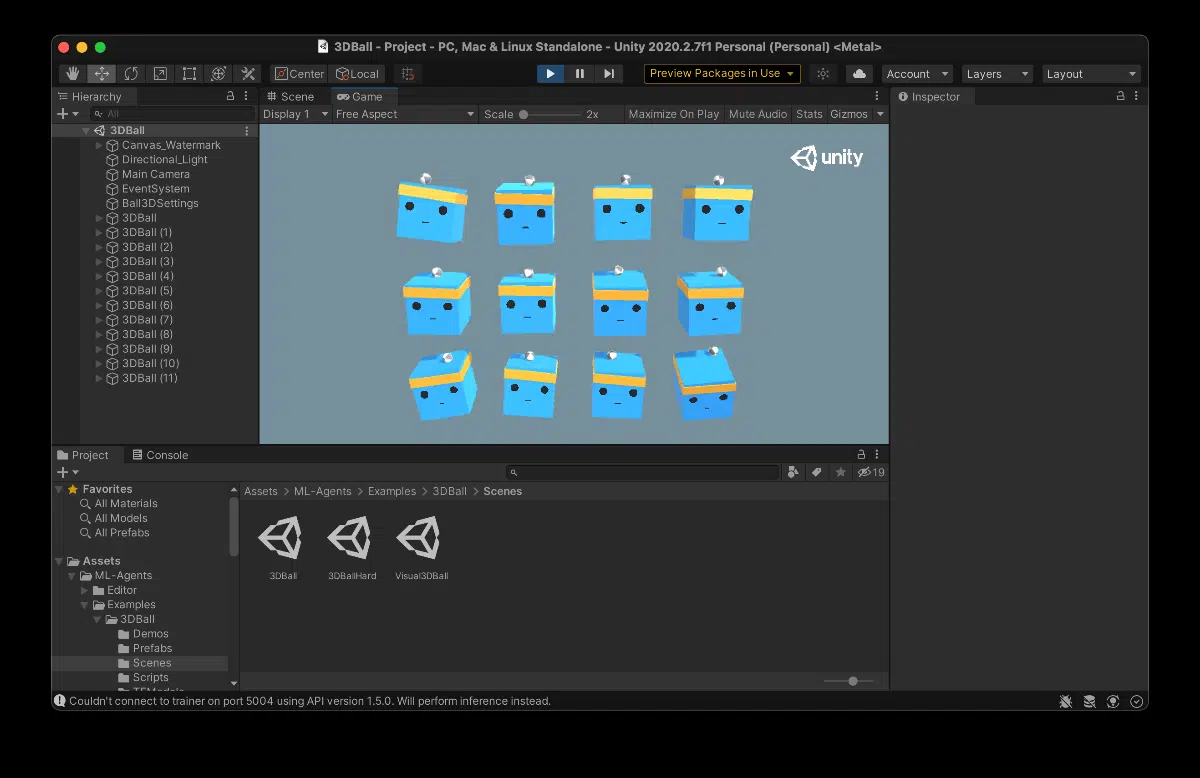 3DBall - Project - PC, Mac & Linux Standalone - Unity 2020.2.7f1 Personal (Personal) <Metal>
Center Local Preview Packages in Use Account Layers Layout
Hierarchy
All
3DBall
Canvas_Watermark
Directional_Light
Main Camera
EventSystem
Ball3DSettings
3DBall
3DBall (1)
3DBall (2)
3DBall (3)
3DBall (4)
3DBall (5)
3DBall (6)
3DBall (7)
3DBall (8)
3DBall (9)
3DBall (10)
3DBall (11)
Scene Game
Display 1 Free Aspect Scale 2x Maximize On Play Mute Audio Stats Gizmos
unity
Inspector
Project Console
19
Favorites
All Materials
All Models
All Prefabs
Assets
ML-Agents
Editor
Examples
3DBall
Demos
Prefabs
Scenes
Scripts
TFModels
Assets > ML-Agents > Examples > 3DBall > Scenes
3DBall 3DBallHard Visual3DBall
Couldn't connect to trainer on port 5004 using API version 1.5.0. Will perform inference instead.